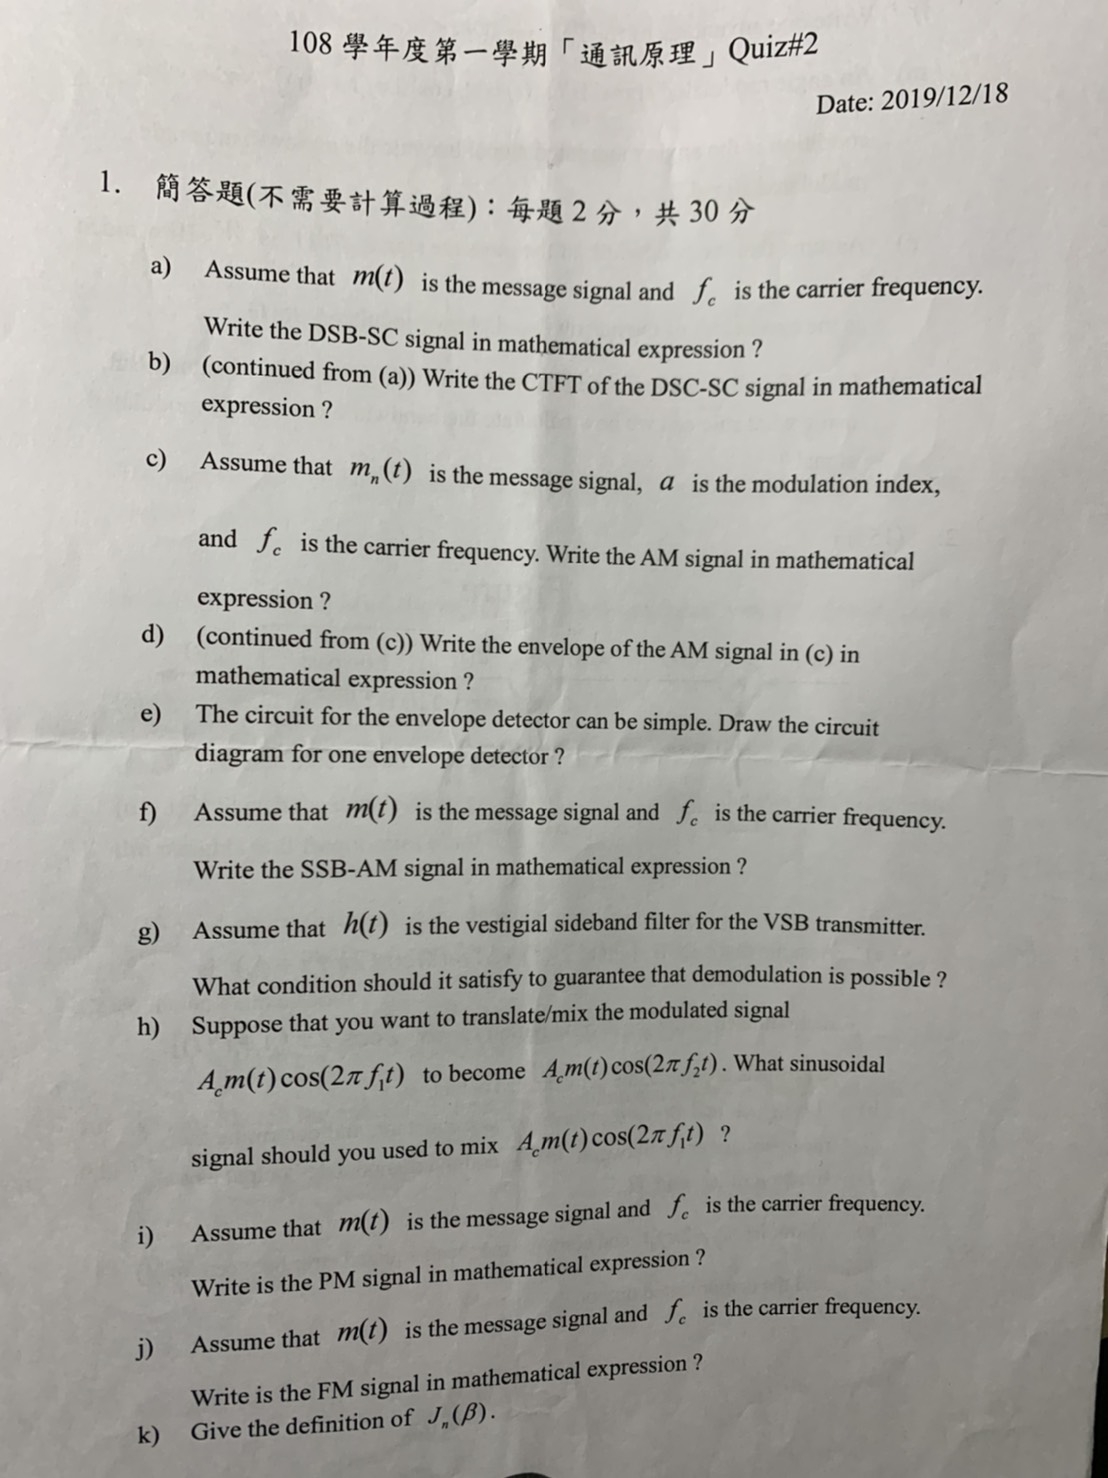 108 學年度第一學期「通訊原理」Quiz#2
Date: 2019/12/18
1. 簡答題(不需要計算過程)：每題 2 分，共 30 分
a) Assume that m(t) is the message signal and f_c is the carrier frequency.
Write the DSB-SC signal in mathematical expression ?
b) (continued from (a)) Write the CTFT of the DSC-SC signal in mathematical
expression ?
c) Assume that m_n(t) is the message signal, a is the modulation index,
and f_c is the carrier frequency. Write the AM signal in mathematical
expression ?
d) (continued from (c)) Write the envelope of the AM signal in (c) in
mathematical expression ?
e) The circuit for the envelope detector can be simple. Draw the circuit
diagram for one envelope detector ?
f) Assume that m(t) is the message signal and f_c is the carrier frequency.
Write the SSB-AM signal in mathematical expression ?
g) Assume that h(t) is the vestigial sideband filter for the VSB transmitter.
What condition should it satisfy to guarantee that demodulation is possible ?
h) Suppose that you want to translate/mix the modulated signal
A_c m(t) cos(2π f_1 t) to become A_c m(t) cos(2π f_2 t). What sinusoidal
signal should you used to mix A_c m(t) cos(2π f_1 t) ?
i) Assume that m(t) is the message signal and f_c is the carrier frequency.
Write is the PM signal in mathematical expression ?
j) Assume that m(t) is the message signal and f_c is the carrier frequency.
Write is the FM signal in mathematical expression ?
k) Give the definition of J_n(β).